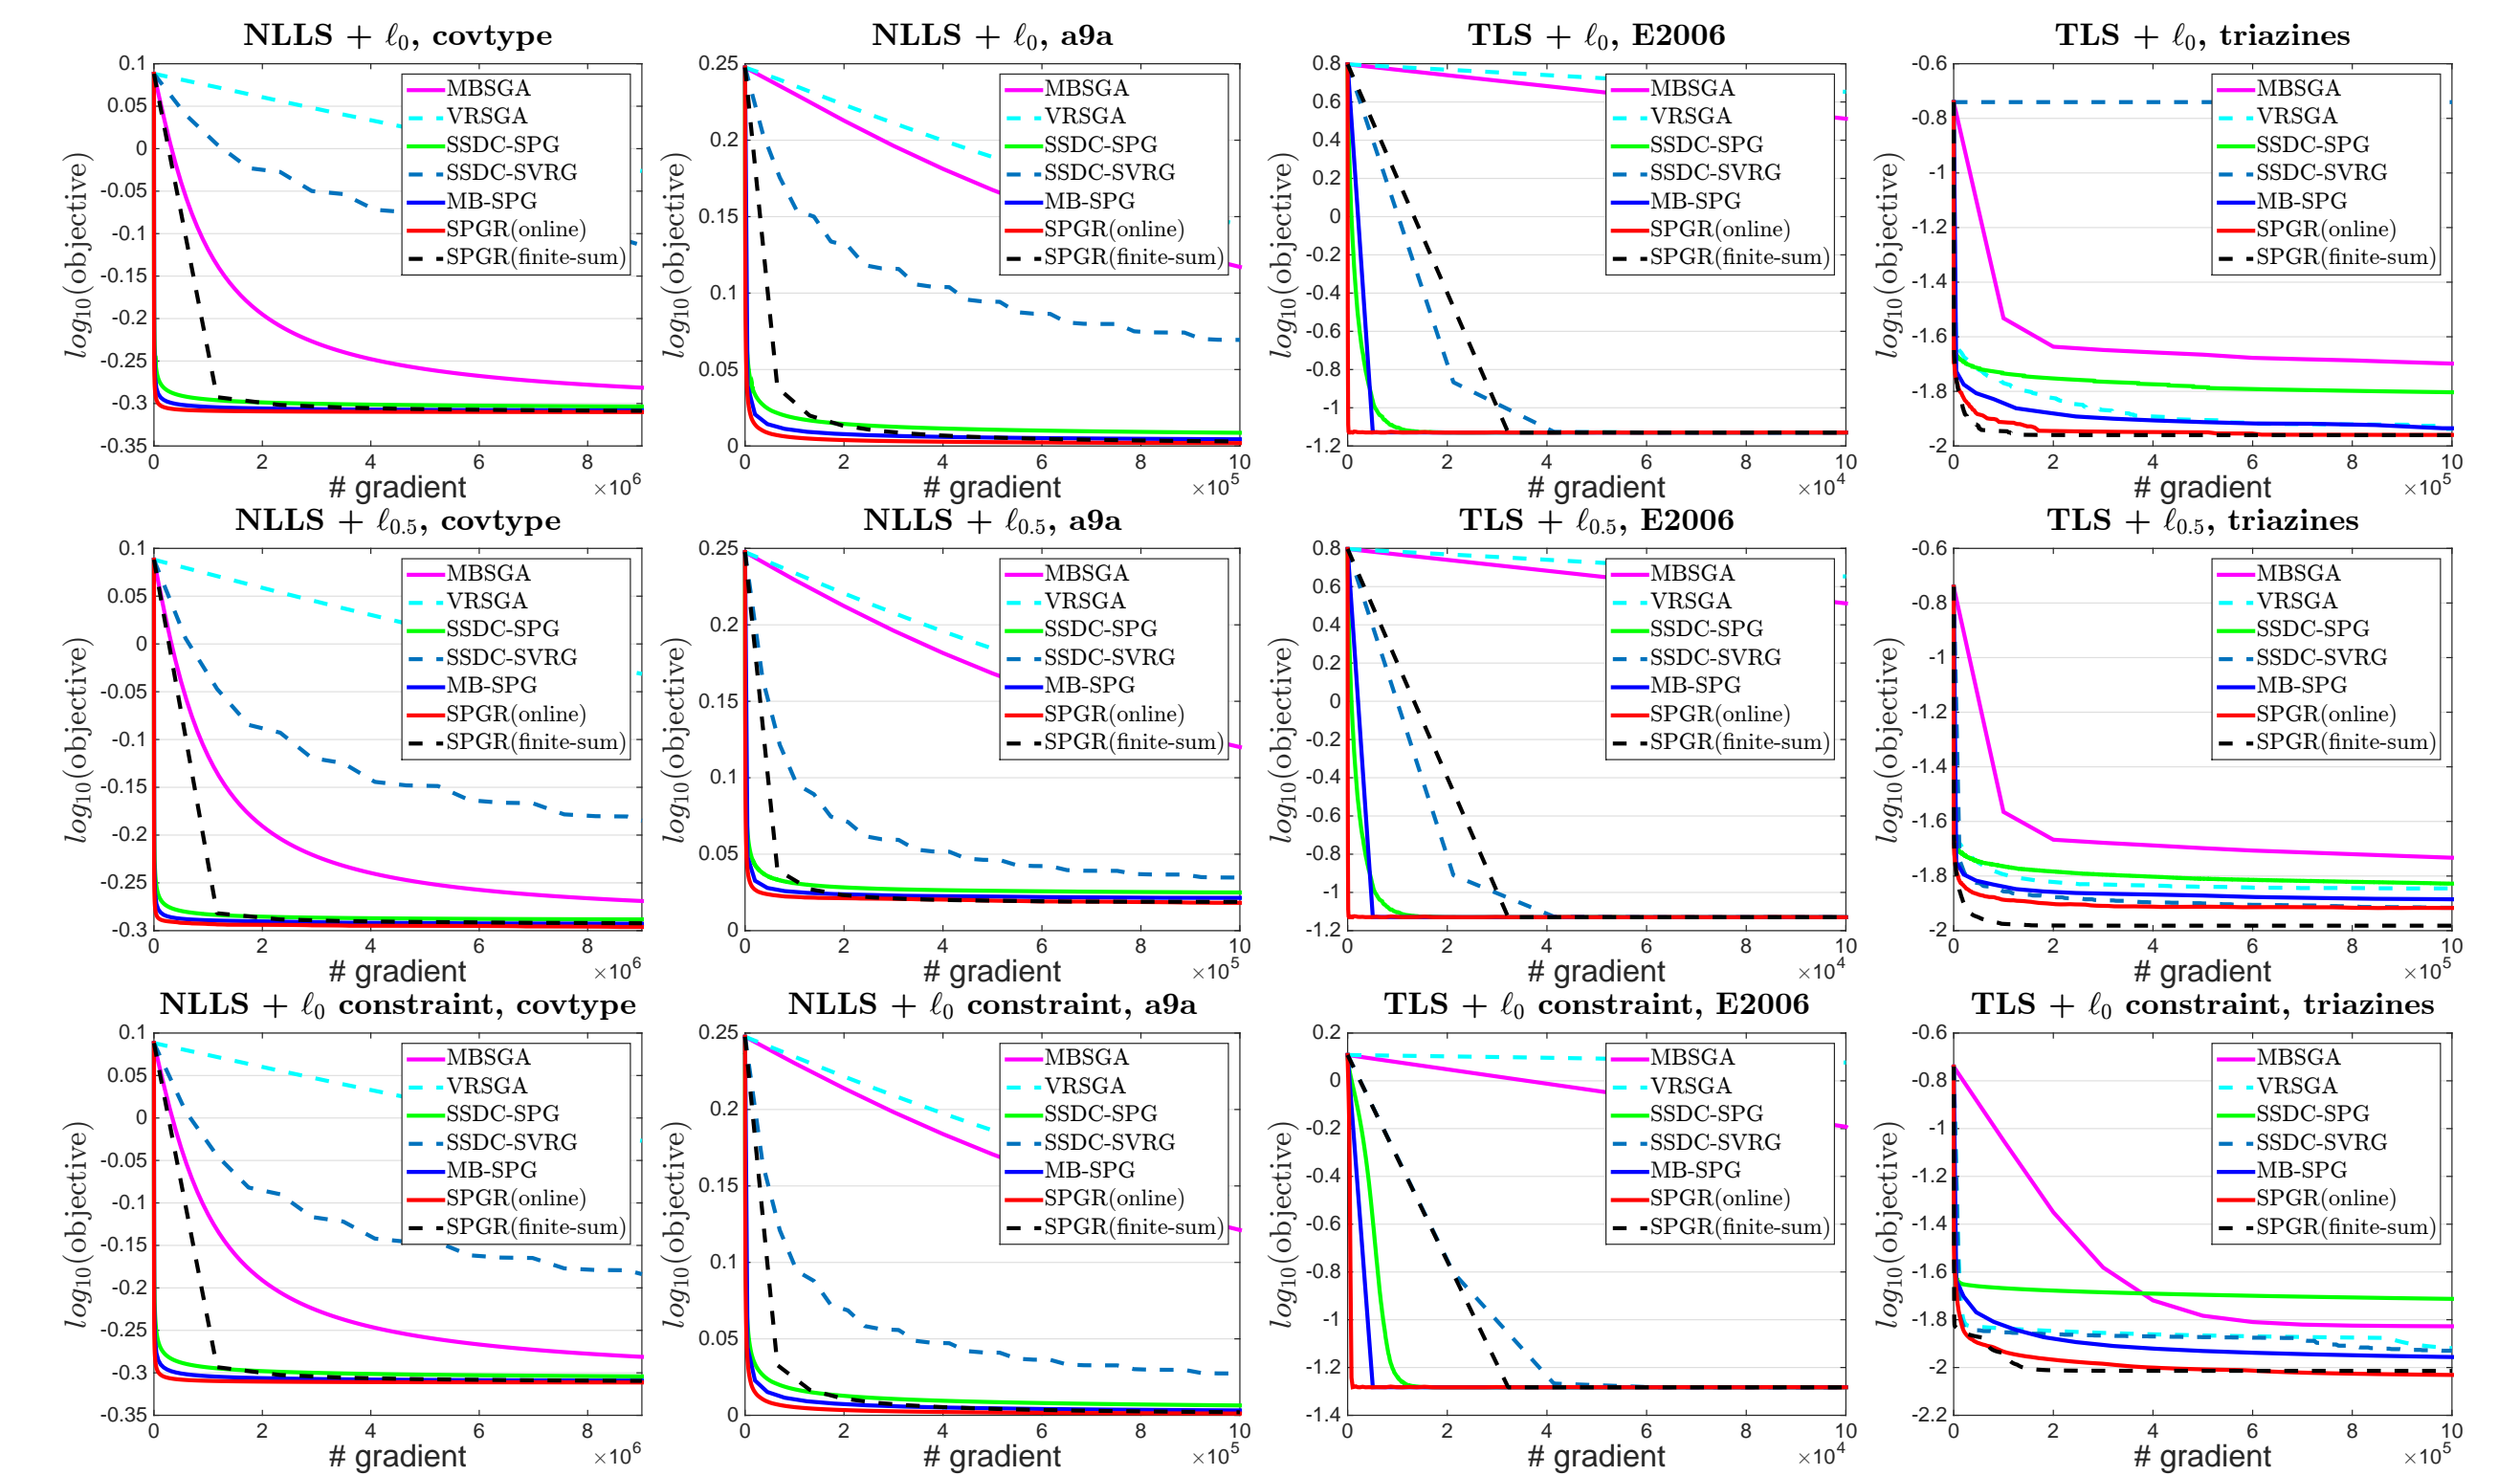 NLLS + ℓ0, covtype
log10(objective)
0.1
0.05
0
-0.05
-0.1
-0.15
-0.2
-0.25
-0.3
-0.35
MBSGA
VRSGA
SSDC-SPG
SSDC-SVRG
MB-SPG
SPGR(online)
SPGR(finite-sum)
0 2 4 6 8
# gradient ×10^6
NLLS + ℓ0, a9a
log10(objective)
0.25
0.2
0.15
0.1
0.05
0
MBSGA
VRSGA
SSDC-SPG
SSDC-SVRG
MB-SPG
SPGR(online)
SPGR(finite-sum)
0 2 4 6 8 10
# gradient ×10^5
TLS + ℓ0, E2006
log10(objective)
0.8
0.6
0.4
0.2
0
-0.2
-0.4
-0.6
-0.8
-1
-1.2
MBSGA
VRSGA
SSDC-SPG
SSDC-SVRG
MB-SPG
SPGR(online)
SPGR(finite-sum)
0 2 4 6 8 10
# gradient ×10^4
TLS + ℓ0, triazines
log10(objective)
-0.6
-0.8
-1
-1.2
-1.4
-1.6
-1.8
-2
MBSGA
VRSGA
SSDC-SPG
SSDC-SVRG
MB-SPG
SPGR(online)
SPGR(finite-sum)
0 2 4 6 8 10
# gradient ×10^5
NLLS + ℓ0.5, covtype
log10(objective)
0.1
0.05
0
-0.05
-0.1
-0.15
-0.2
-0.25
-0.3
MBSGA
VRSGA
SSDC-SPG
SSDC-SVRG
MB-SPG
SPGR(online)
SPGR(finite-sum)
0 2 4 6 8
# gradient ×10^6
NLLS + ℓ0.5, a9a
log10(objective)
0.25
0.2
0.15
0.1
0.05
0
MBSGA
VRSGA
SSDC-SPG
SSDC-SVRG
MB-SPG
SPGR(online)
SPGR(finite-sum)
0 2 4 6 8 10
# gradient ×10^5
TLS + ℓ0.5, E2006
log10(objective)
0.8
0.6
0.4
0.2
0
-0.2
-0.4
-0.6
-0.8
-1
-1.2
MBSGA
VRSGA
SSDC-SPG
SSDC-SVRG
MB-SPG
SPGR(online)
SPGR(finite-sum)
0 2 4 6 8 10
# gradient ×10^4
TLS + ℓ0.5, triazines
log10(objective)
-0.6
-0.8
-1
-1.2
-1.4
-1.6
-1.8
-2
MBSGA
VRSGA
SSDC-SPG
SSDC-SVRG
MB-SPG
SPGR(online)
SPGR(finite-sum)
0 2 4 6 8 10
# gradient ×10^5
NLLS + ℓ0 constraint, covtype
log10(objective)
0.1
0.05
0
-0.05
-0.1
-0.15
-0.2
-0.25
-0.3
-0.35
MBSGA
VRSGA
SSDC-SPG
SSDC-SVRG
MB-SPG
SPGR(online)
SPGR(finite-sum)
0 2 4 6 8
# gradient ×10^6
NLLS + ℓ0 constraint, a9a
log10(objective)
0.25
0.2
0.15
0.1
0.05
0
MBSGA
VRSGA
SSDC-SPG
SSDC-SVRG
MB-SPG
SPGR(online)
SPGR(finite-sum)
0 2 4 6 8 10
# gradient ×10^5
TLS + ℓ0 constraint, E2006
log10(objective)
0.2
0
-0.2
-0.4
-0.6
-0.8
-1
-1.2
-1.4
MBSGA
VRSGA
SSDC-SPG
SSDC-SVRG
MB-SPG
SPGR(online)
SPGR(finite-sum)
0 2 4 6 8 10
# gradient ×10^4
TLS + ℓ0 constraint, triazines
log10(objective)
-0.6
-0.8
-1
-1.2
-1.4
-1.6
-1.8
-2
-2.2
MBSGA
VRSGA
SSDC-SPG
SSDC-SVRG
MB-SPG
SPGR(online)
SPGR(finite-sum)
0 2 4 6 8 10
# gradient ×10^5